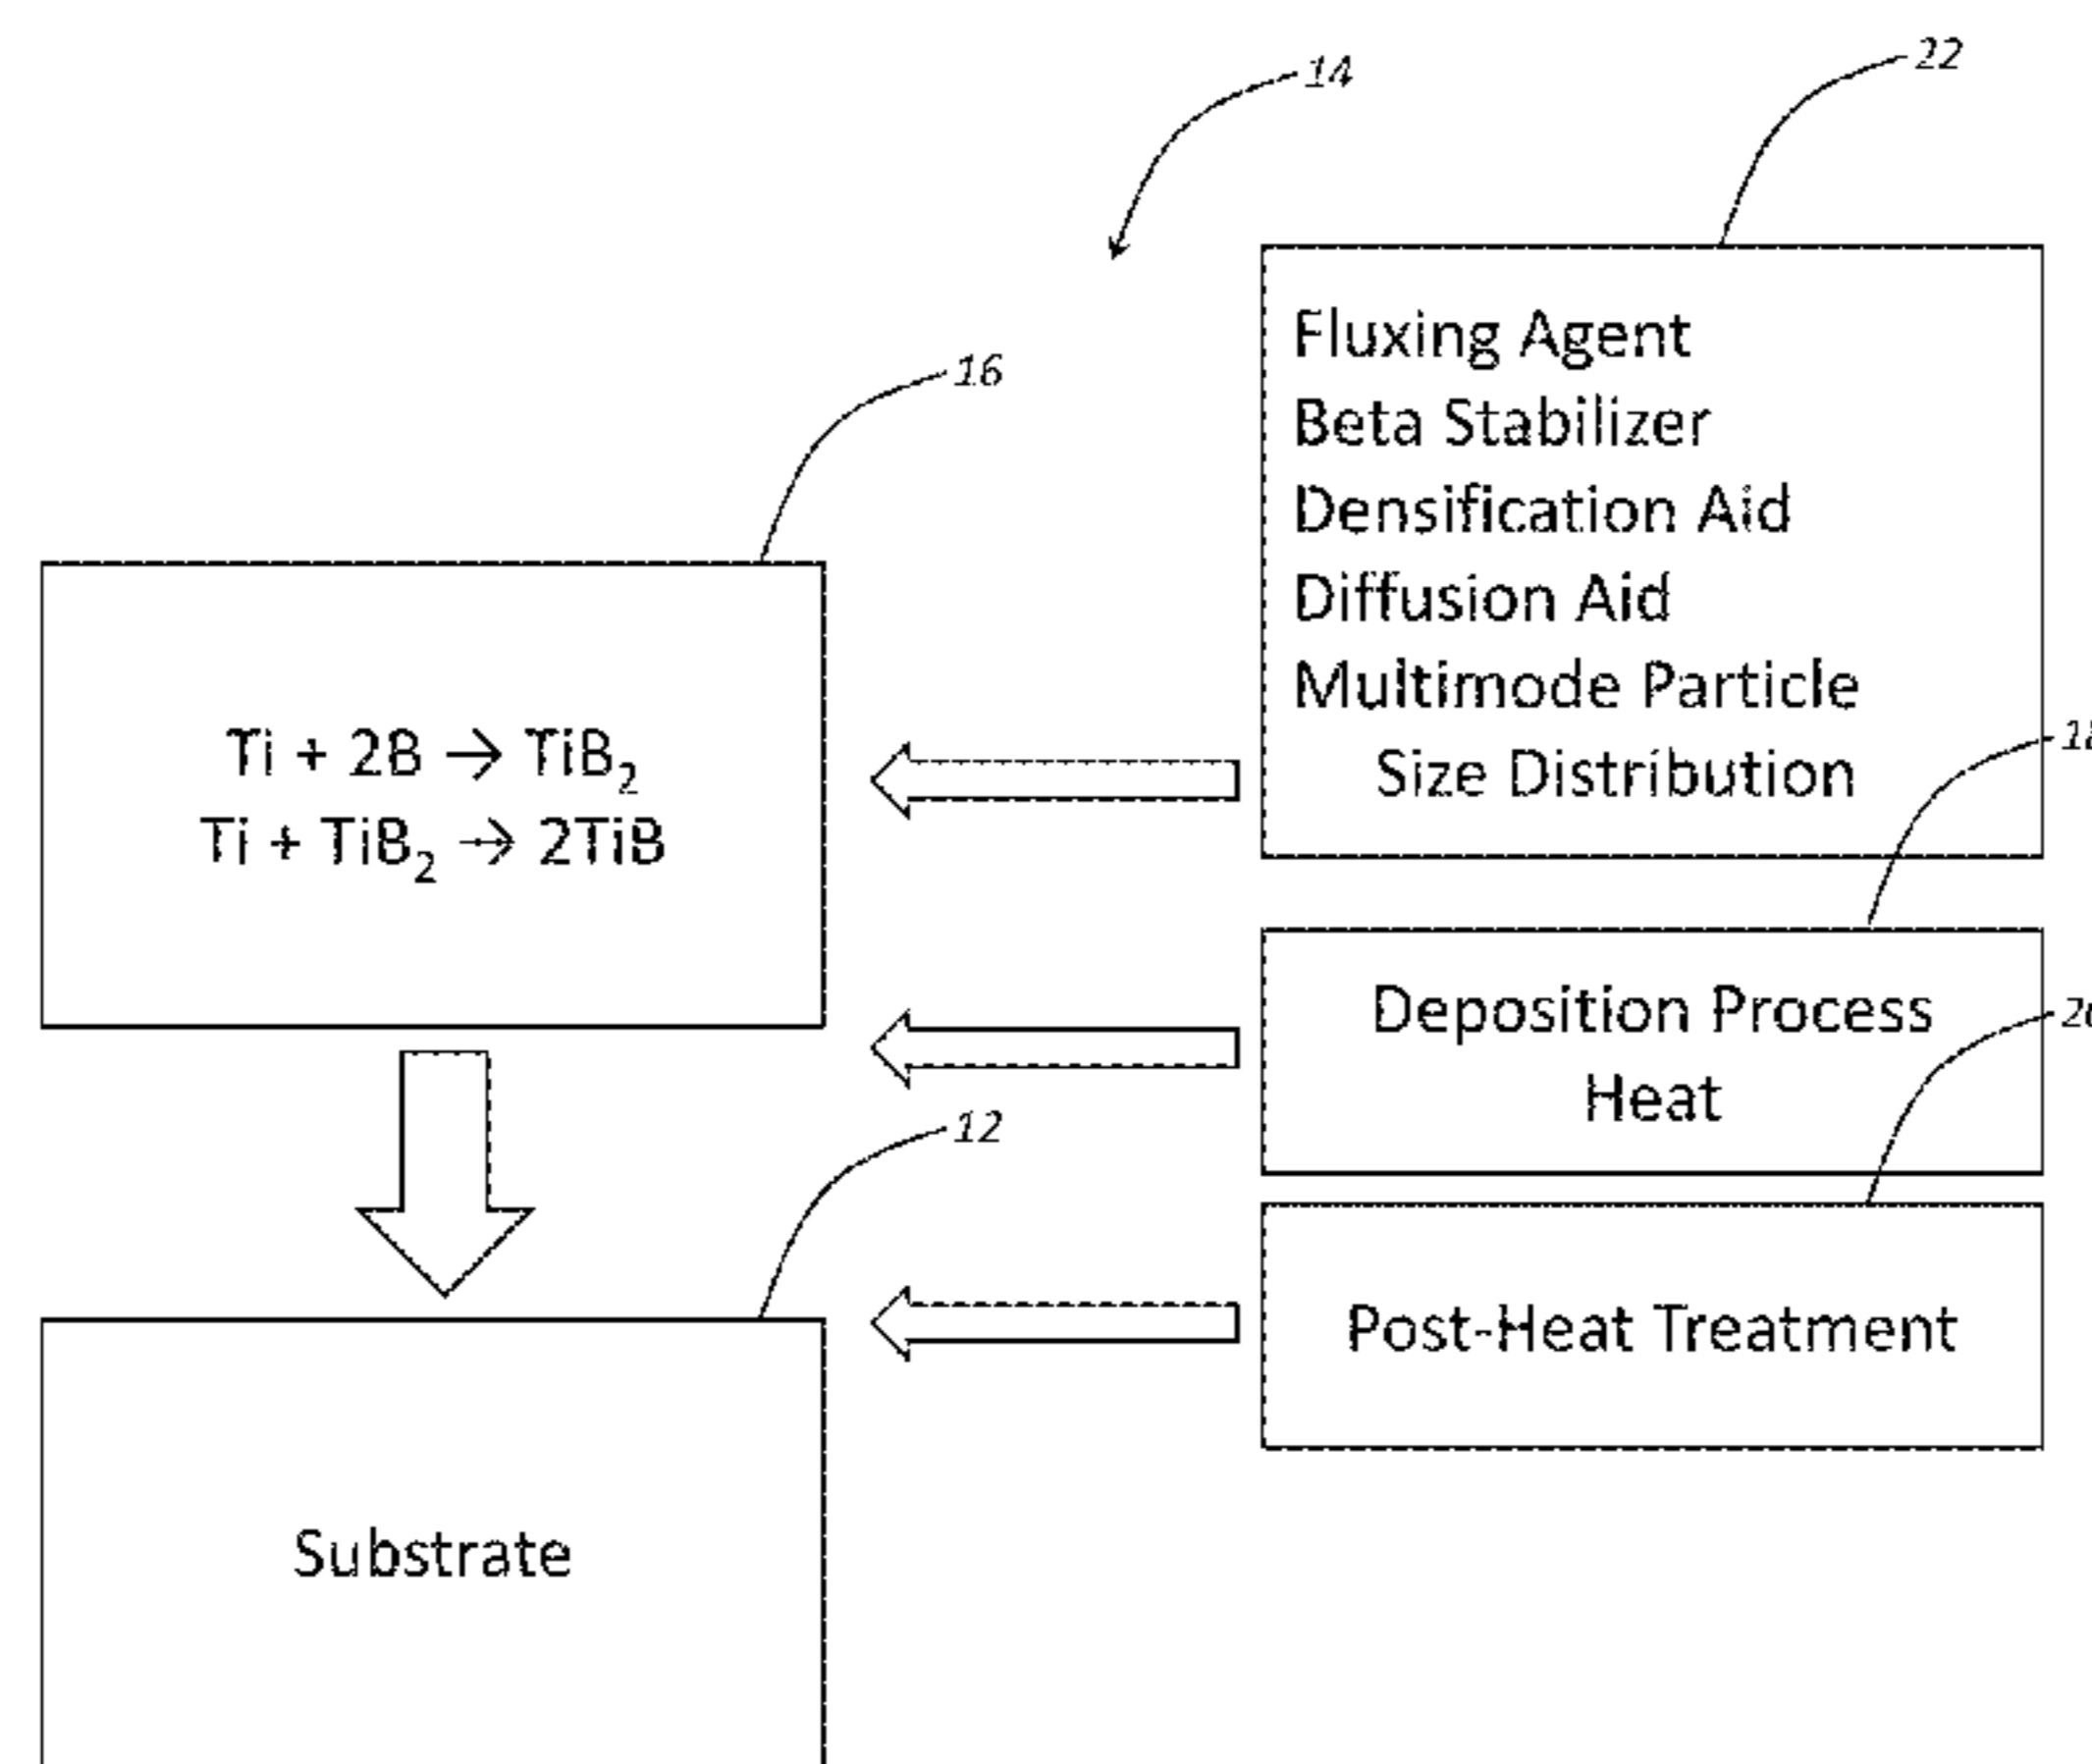 14
22
16
Fluxing Agent
Beta Stabilizer
Densification Aid
Diffusion Aid
Multimode Particle
Size Distribution
Ti + 2B → TiB₂
Ti + TiB₂ → 2TiB
Deposition Process
Heat
12
Post-Heat Treatment
Substrate